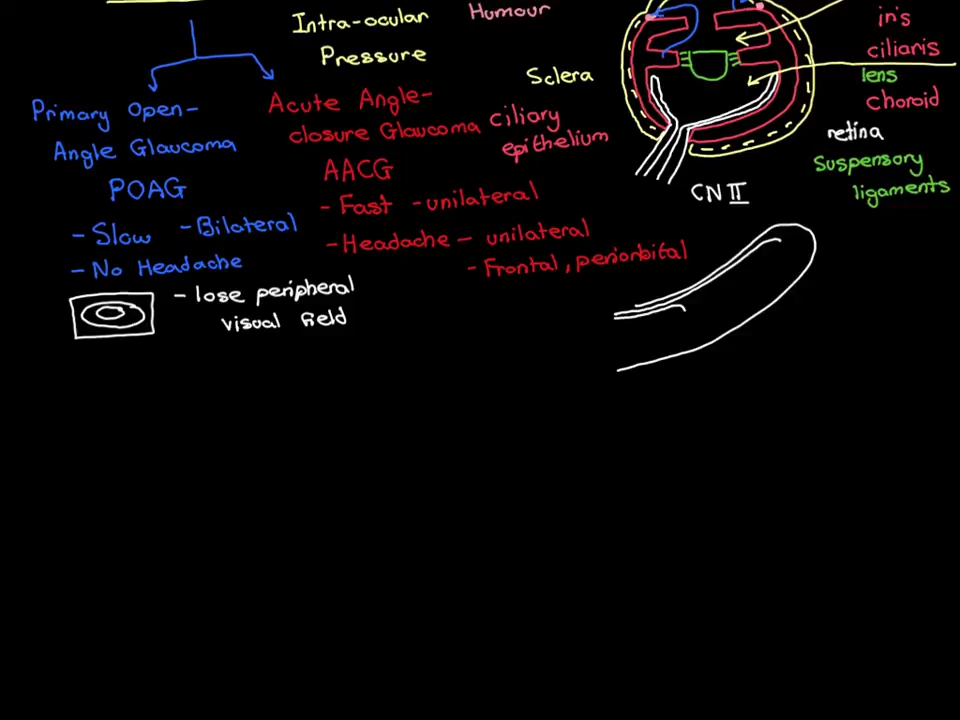 Intra-ocular
Pressure
Humour
Primary Open-
Angle Glaucoma
POAG
- Slow - Bilateral
- No Headache
- lose peripheral
visual field
Acute Angle-
closure Glaucoma
AACG
- Fast - unilateral
- Headache - unilateral
- Frontal, periorbital
Sclera
ciliary
epithelium
iris
ciliaris
lens
choroid
retina
Suspensory
ligaments
CN II